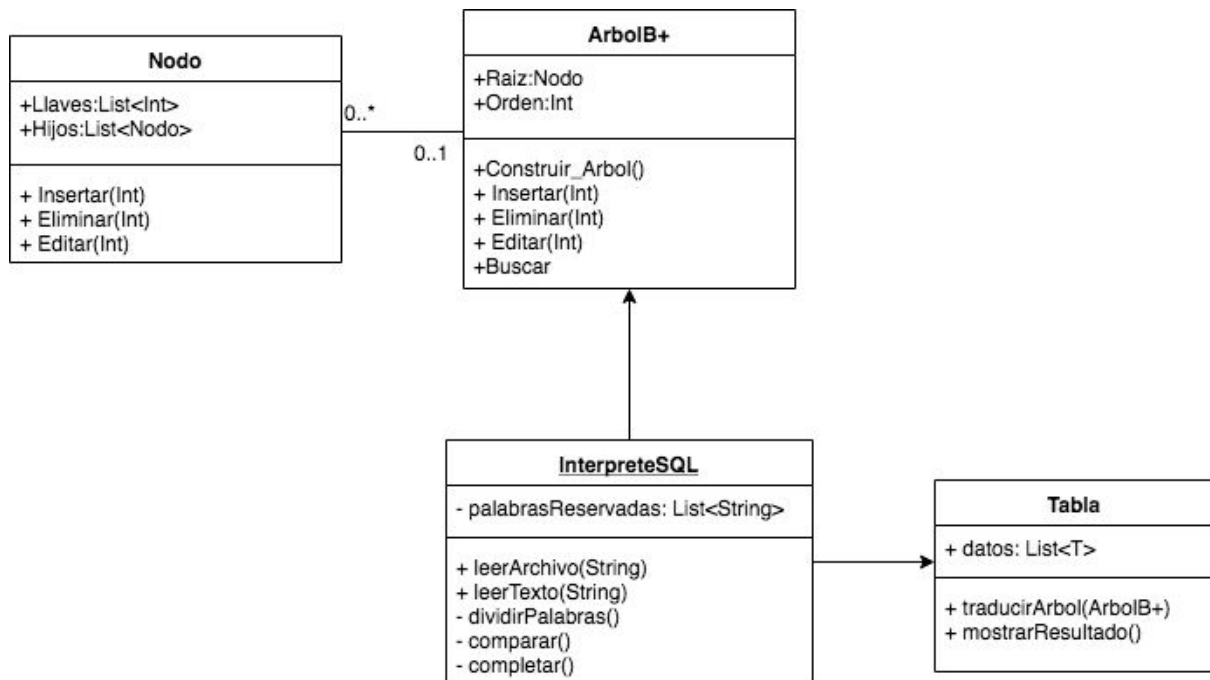 Nodo
+Llaves:List<Int>
+Hijos:List<Nodo>
+ Insertar(Int)
+ Eliminar(Int)
+ Editar(Int)
0..*
0..1
ArbolB+
+Raiz:Nodo
+Orden:Int
+Construir_Arbol()
+ Insertar(Int)
+ Eliminar(Int)
+ Editar(Int)
+Buscar
InterpreteSQL
- palabrasReservadas: List<String>
+ leerArchivo(String)
+ leerTexto(String)
- dividirPalabras()
- comparar()
- completar()
Tabla
+ datos: List<T>
+ traducirArbol(ArbolB+)
+ mostrarResultado()